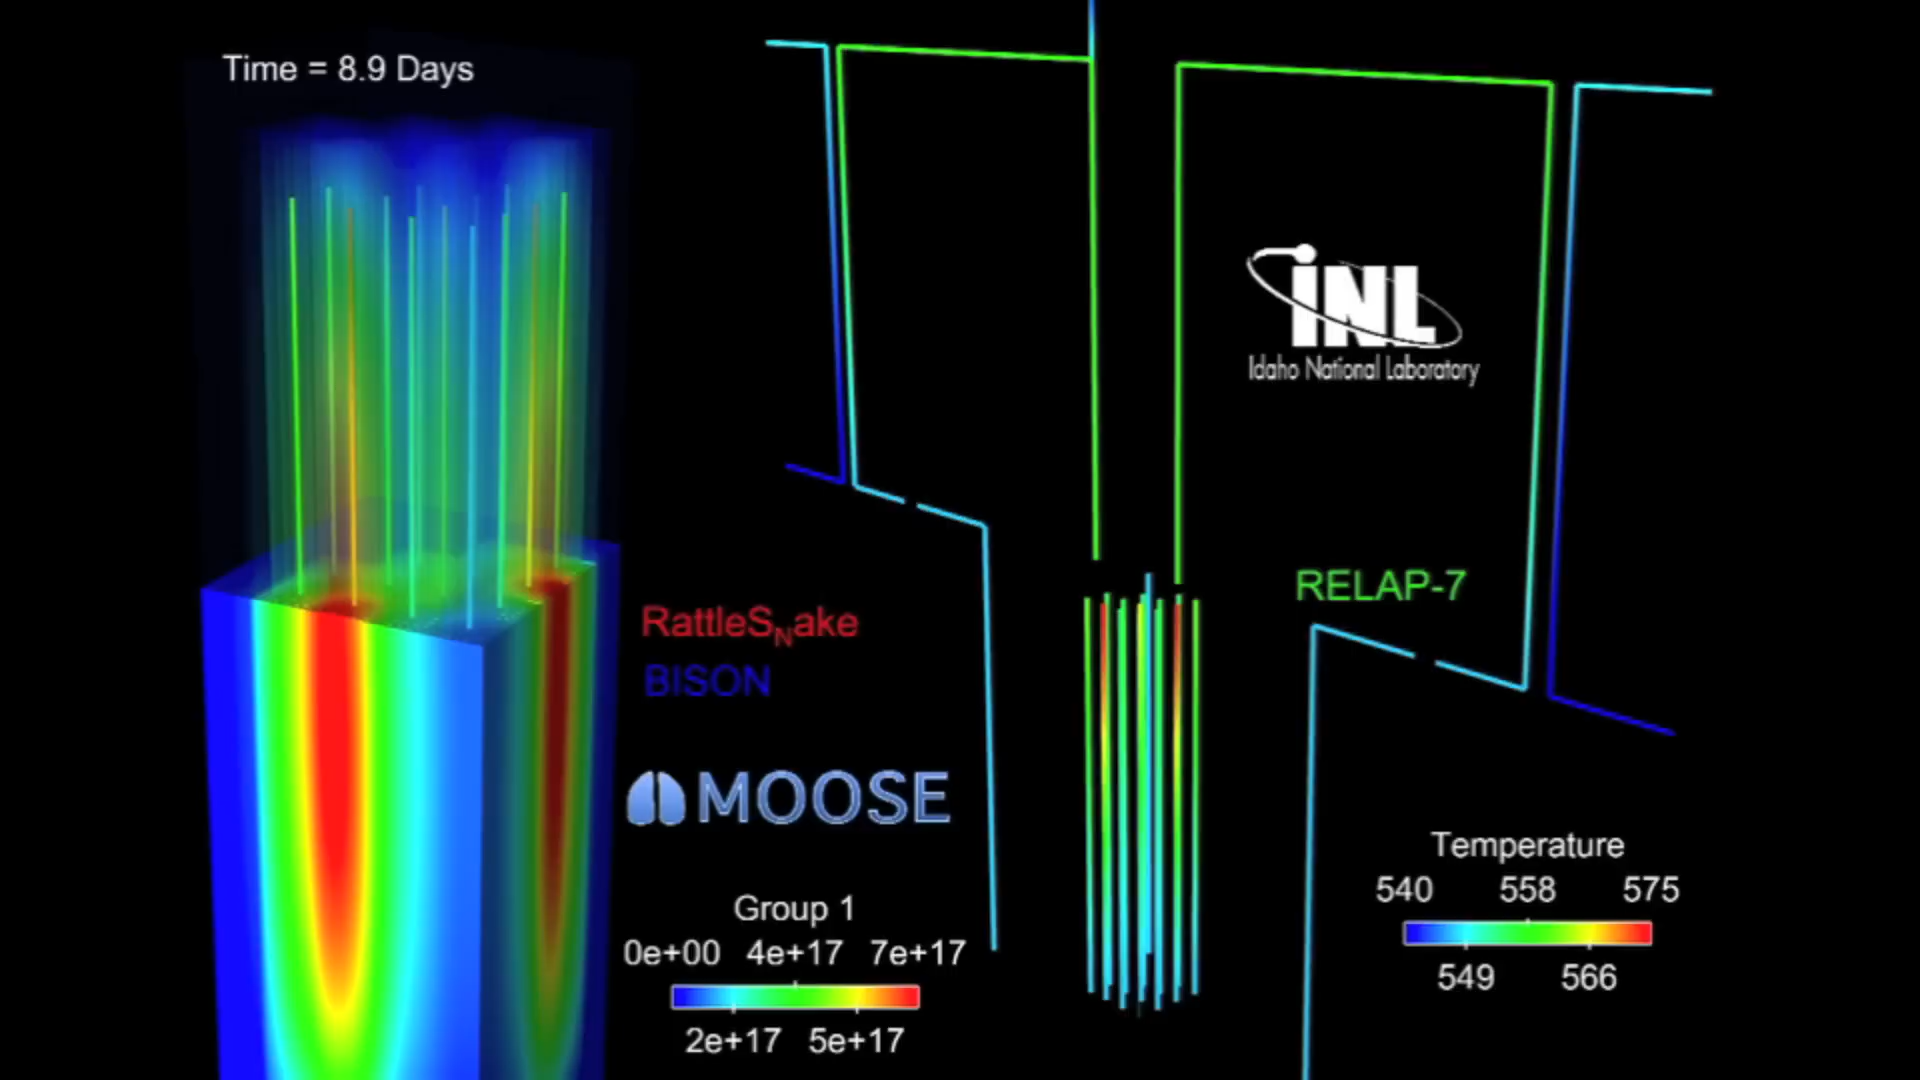 Time = 8.9 Days
iNL
Idaho National Laboratory
RELAP-7
RattleSNake
BISON
MOOSE
Group 1
0e+00 4e+17 7e+17
2e+17 5e+17
Temperature
540 558 575
549 566